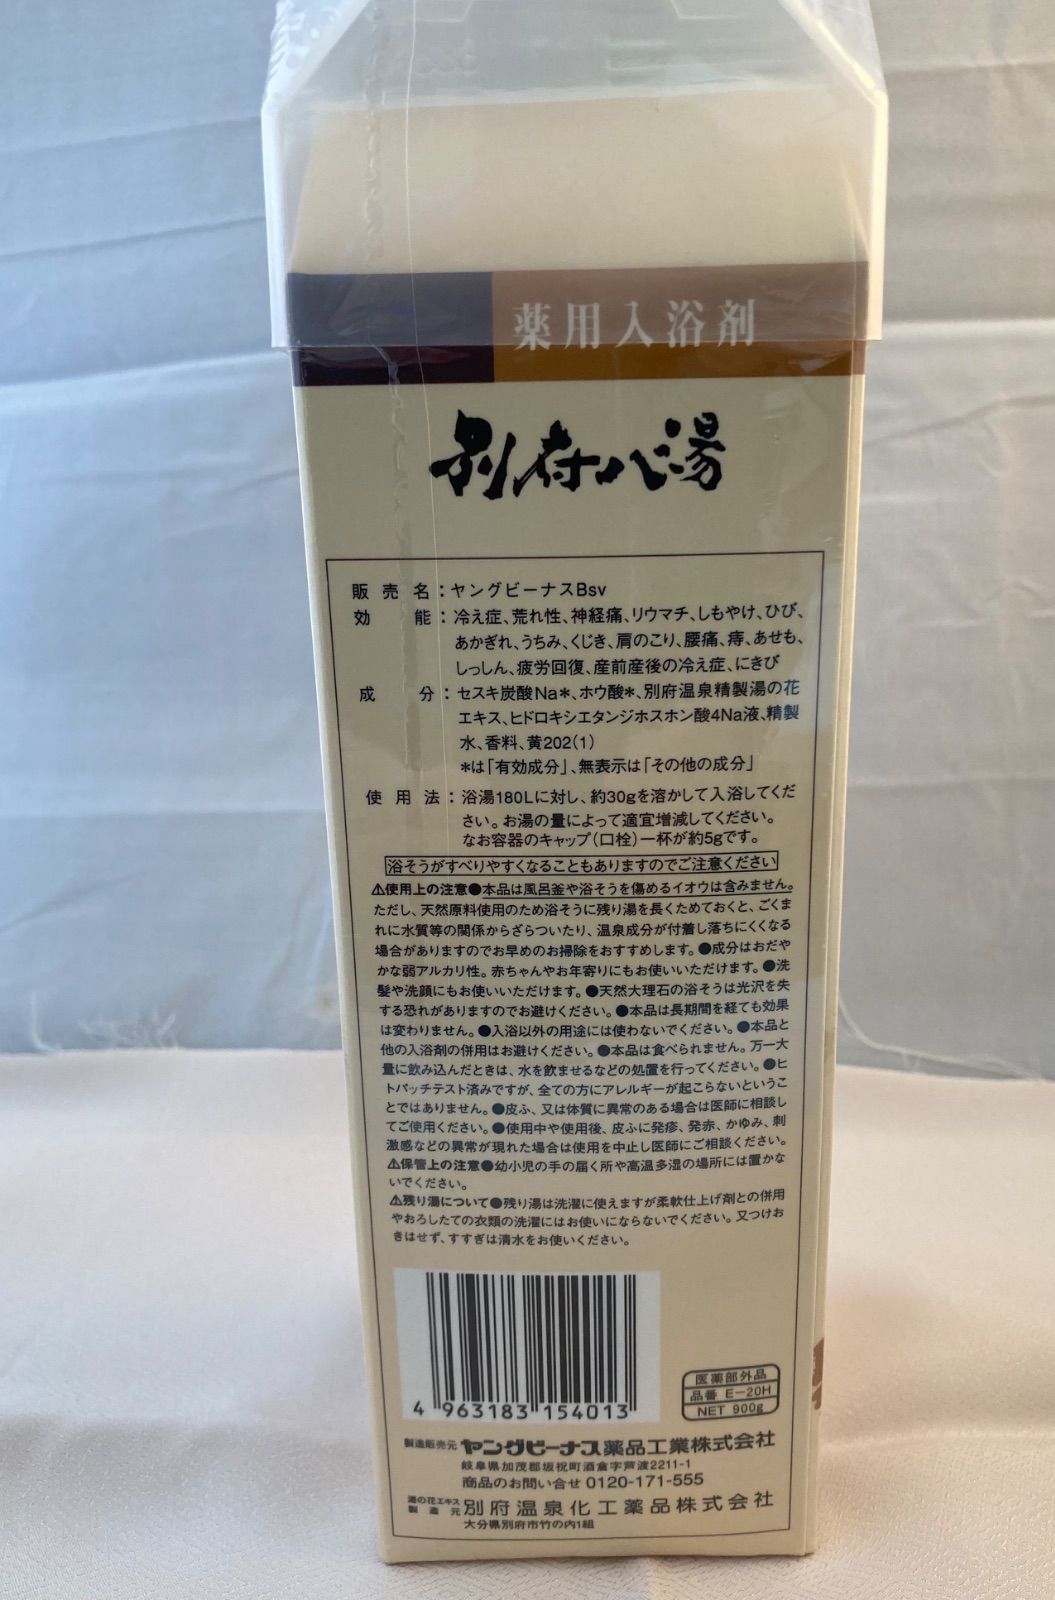 薬用入浴剤
別府八湯
販売名：ヤングビーナスBsv
効能：冷え症、荒れ性、神経痛、リウマチ、しもやけ、ひび、
あかぎれ、うちみ、くじき、肩のこり、腰痛、痔、あせも、
しっしん、疲労回復、産前産後の冷え症、にきび
成分：セスキ炭酸Na＊、ホウ酸＊、別府温泉精製湯の花
エキス、ヒドロキシエタンジホスホン酸4Na液、精製
水、香料、黄202(1)
＊は「有効成分」、無表示は「その他の成分」
使用法：浴湯180Lに対し、約30gを溶かして入浴してくだ
さい。お湯の量によって適宜増減してください。
なお容器のキャップ(口栓)一杯が約5gです。
浴そうがすべりやすくなることもありますのでご注意ください
⚠使用上の注意●本品は風呂釜や浴そうを傷めるイオウは含みません。
ただし、天然原料使用のため浴そうに残り湯を長くためておくと、ごくま
れに水質等の関係からざらついたり、温泉成分が付着し落ちにくくなる
場合がありますのでお早めのお掃除をおすすめします。●成分はおだや
かな弱アルカリ性。赤ちゃんやお年寄りにもお使いいただけます。●洗
髪や洗顔にもお使いいただけます。●天然大理石の浴そうは光沢を失
する恐れがありますのでお避けください。●本品は長期間を経ても効果
は変わりません。●入浴以外の用途には使わないでください。●本品と
他の入浴剤の併用はお避けください。●本品は食べられません。万一大
量に飲み込んだときは、水を飲ませるなどの処置を行ってください。●ヒ
トパッチテスト済みですが、全ての方にアレルギーが起こらないというこ
とではありません。●皮ふ、又は体質に異常のある場合は医師に相談し
てご使用ください。●使用中や使用後、皮ふに発疹、発赤、かゆみ、刺
激感などの異常が現れた場合は使用を中止し医師にご相談ください。
⚠保管上の注意●幼小児の手の届く所や高温多湿の場所には置かな
いでください。
⚠残り湯について●残り湯は洗濯に使えますが柔軟仕上げ剤との併用
やおろしたての衣類の洗濯にはお使いにならないでください。又つけお
きはせず、すすぎは清水をお使いください。
4 963183 154013
医薬部外品
品番 E-20H
NET 900g
製造販売元 ヤングビーナス薬品工業株式会社
岐阜県加茂郡坂祝町酒倉字芦渡2211-1
商品のお問い合せ 0120-171-555
湯の花エキス
製造元 別府温泉化工薬品株式会社
大分県別府市竹の内1組